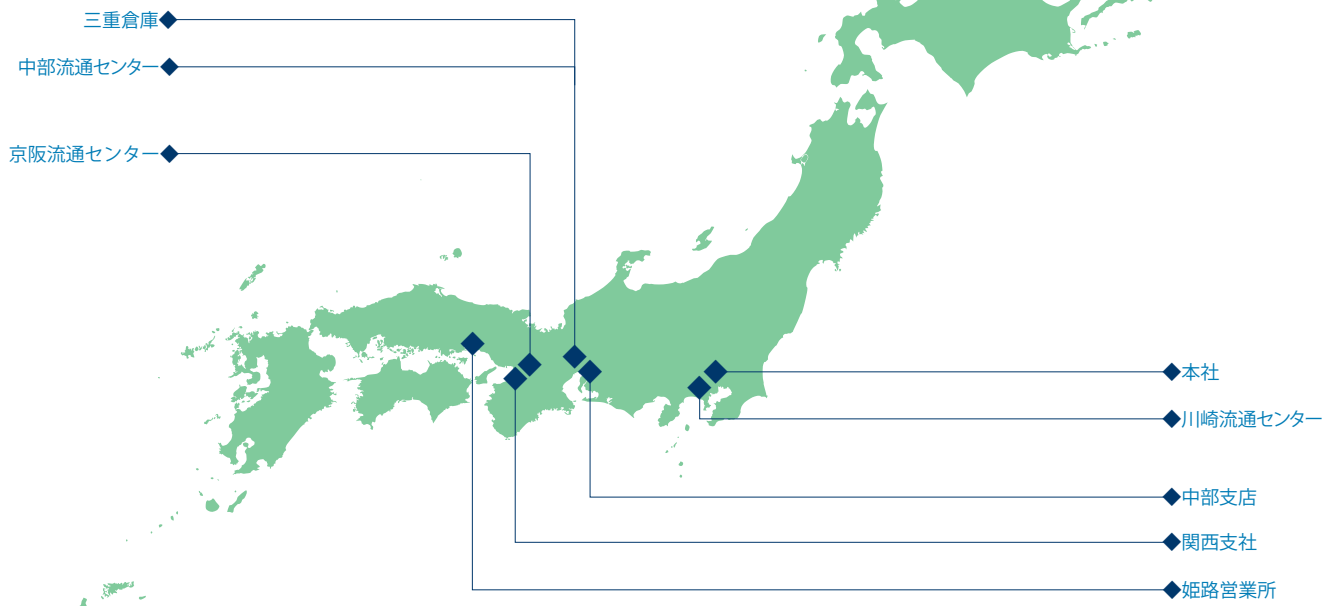 三重倉庫
中部流通センター
京阪流通センター
本社
川崎流通センター
中部支店
関西支社
姫路営業所